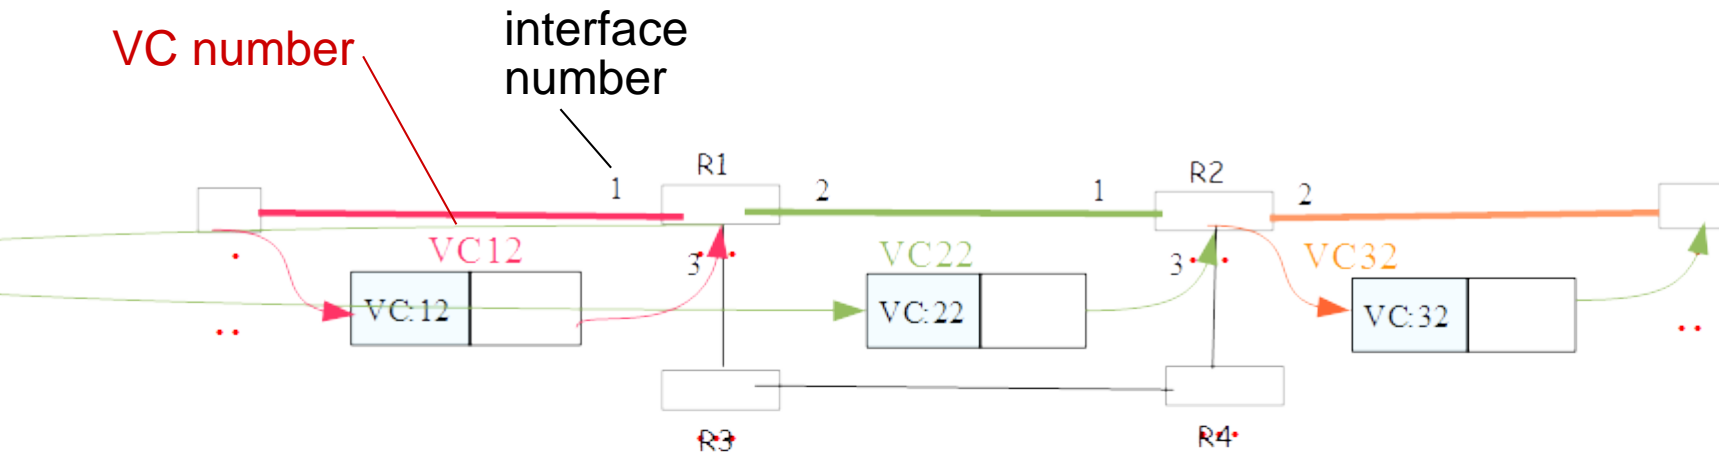 interface
VC number
number
R1
R2
1
2
1
2
VC12
VC22
VC32
3
3
VC:12
VC:22
VC:32
R3
R4